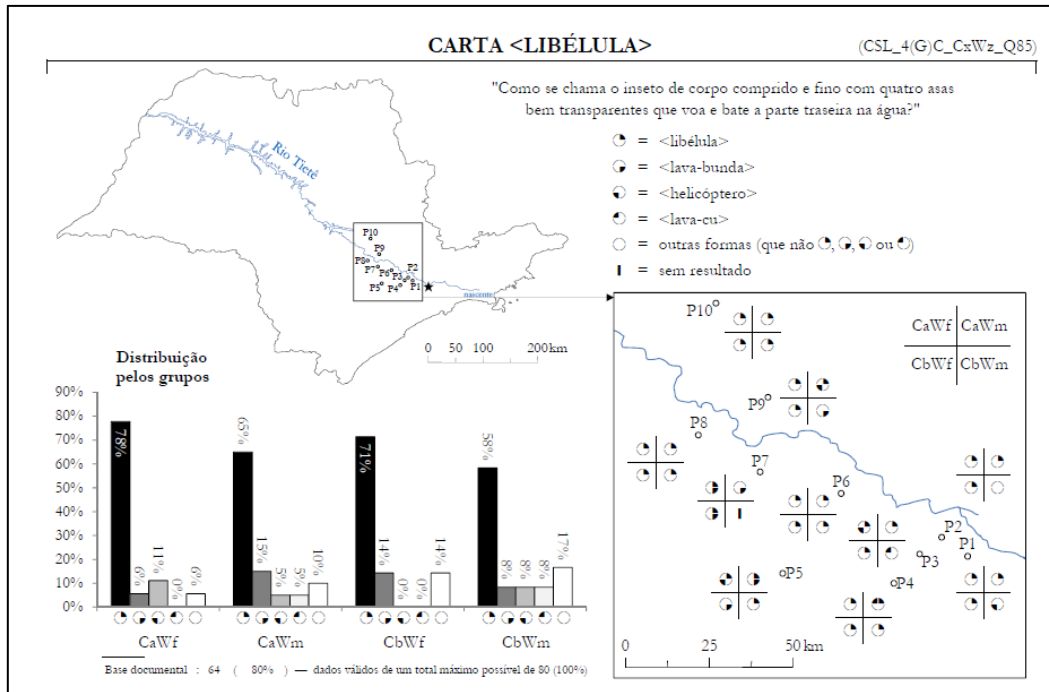 CARTA <LIBÉLULA>
(CSL_4(G)C_CxWz_Q85)
"Como se chama o inseto de corpo comprido e fino com quatro asas
bem transparentes que voa e bate a parte traseira na água?"
= <libélula>
= <lava-bunda>
= <helicóptero>
= <lava-cu>
= outras formas (que não , , ou )
= sem resultado
Rio Tietê
P10
P9
P8
P7
P6
P5
P4
P3
P2
P1
nascente
0 50 100 200km
Distribuição
pelos grupos
90%
80%
70%
60%
50%
40%
30%
20%
10%
0%
78% 6% 11% 0% 6%
65% 15% 5% 5% 10%
71% 14% 0% 0% 14%
58% 8% 8% 8% 17%
CaWf CaWm CbWf CbWm
Base documental : 64 ( 80%) — dados válidos de um total máximo possível de 80 (100%)
CaWf CaWm
CbWf CbWm
P10
P9
P8
P7
P6
P2
P1
P3
P5
P4
0 25 50 km